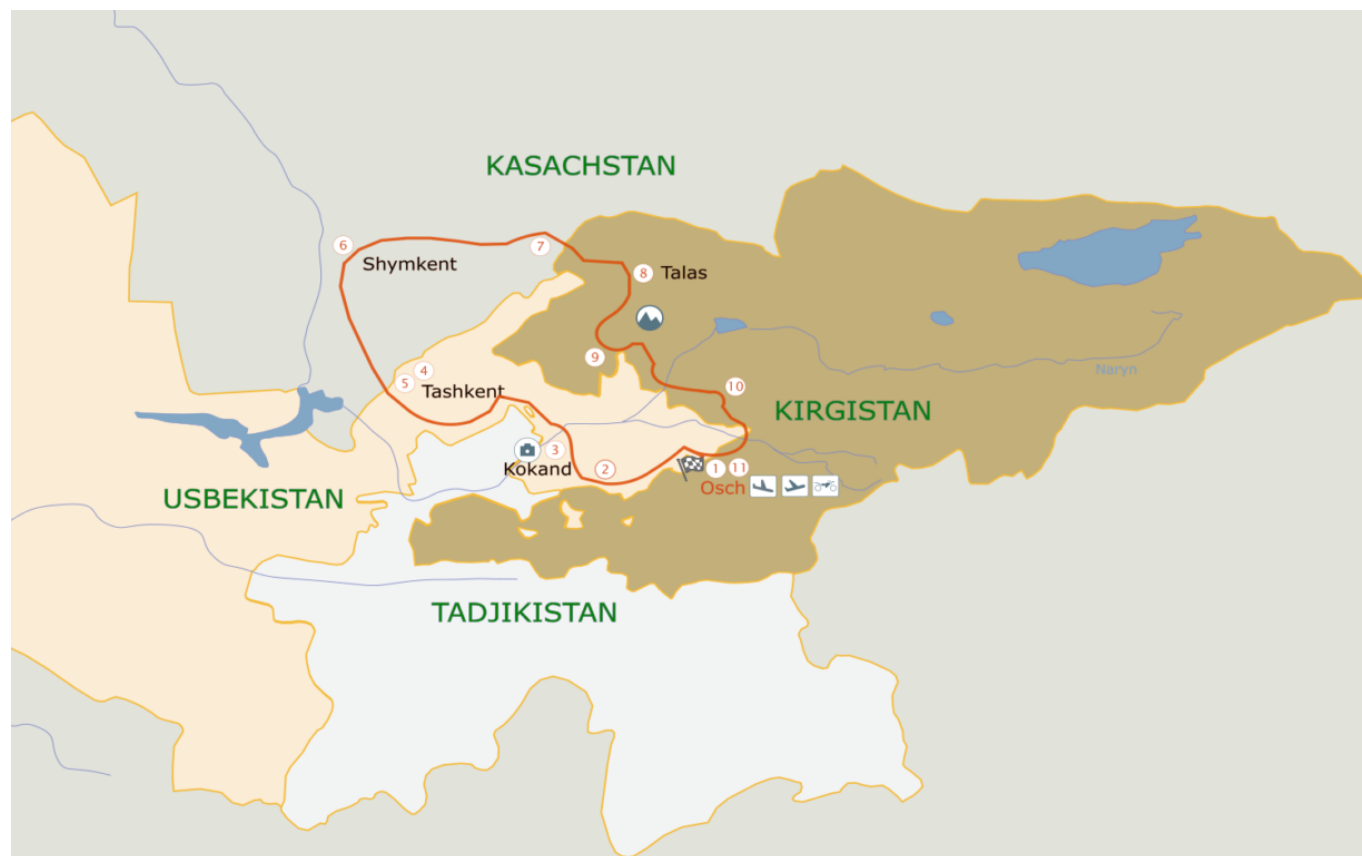 KASACHSTAN
6
7
Shymkent
8 Talas
9
4
5
Tashkent
10
Naryn
KIRGISTAN
3
Kokand
2
1 11
Osch
USBEKISTAN
TADJIKISTAN